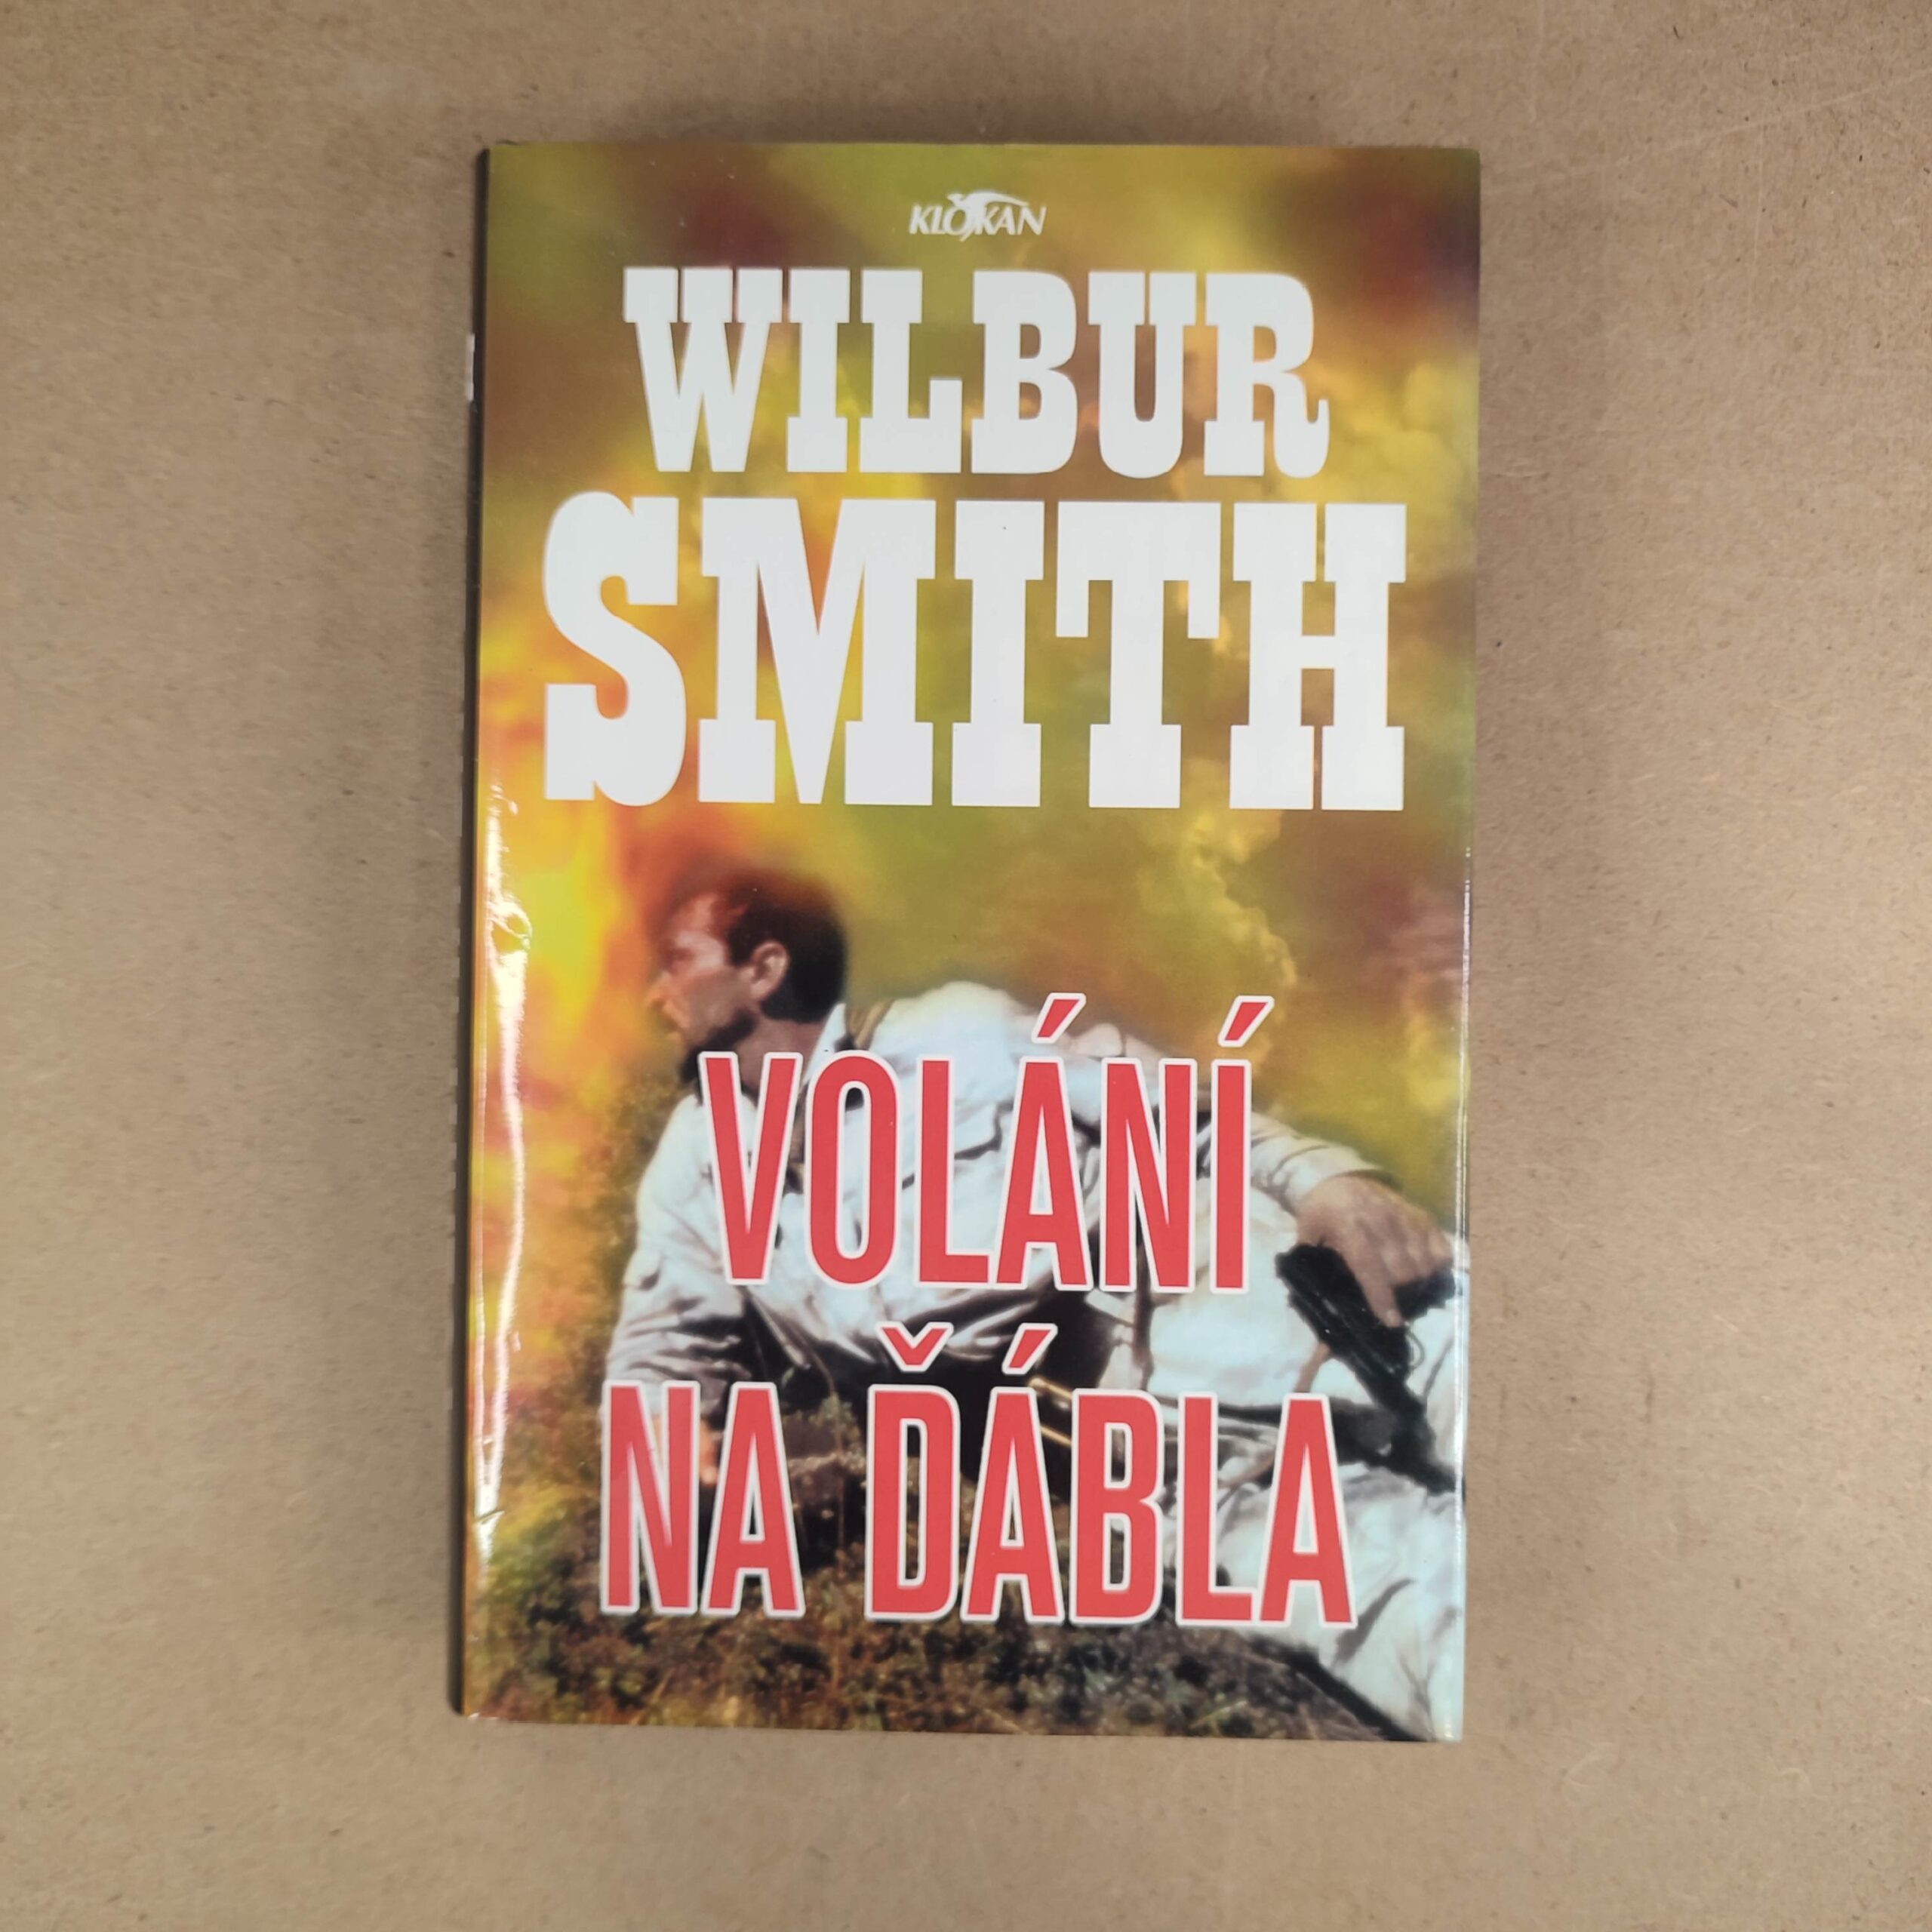 KLOKAN
WILBUR
SMITH
VOLÁNÍ
NA ĎÁBLA